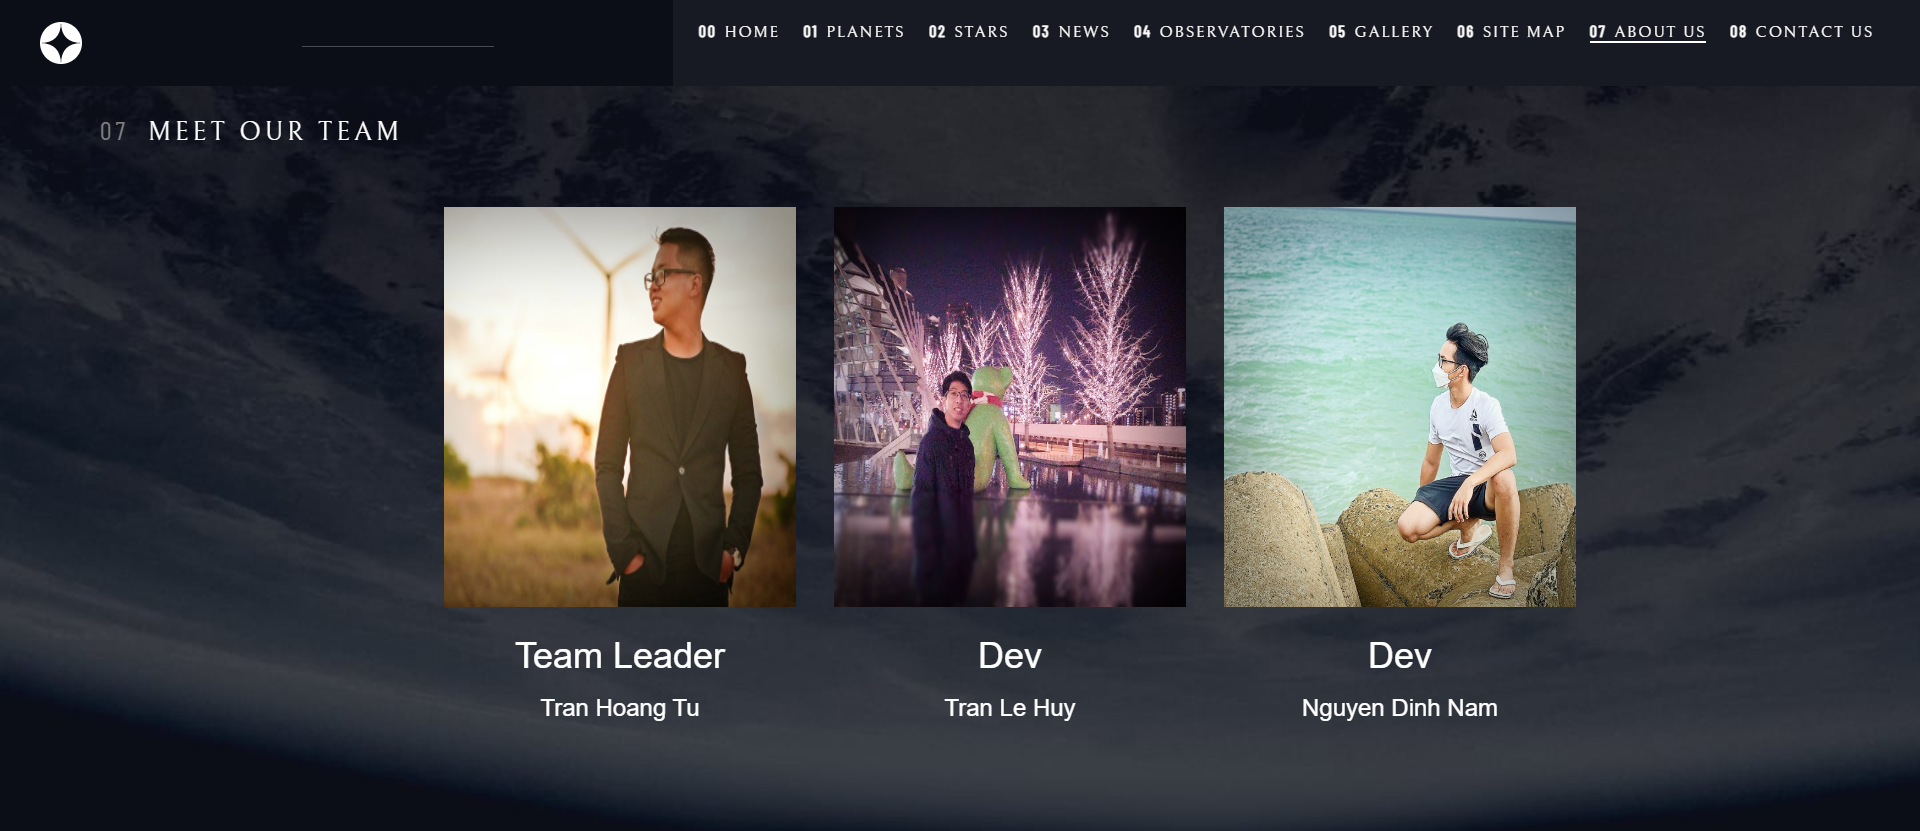 00 HOME 01 PLANETS 02 STARS 03 NEWS 04 OBSERVATORIES 05 GALLERY 06 SITE MAP 07 ABOUT US 08 CONTACT US
07 MEET OUR TEAM
Team Leader Dev Dev
Tran Hoang Tu Tran Le Huy Nguyen Dinh Nam